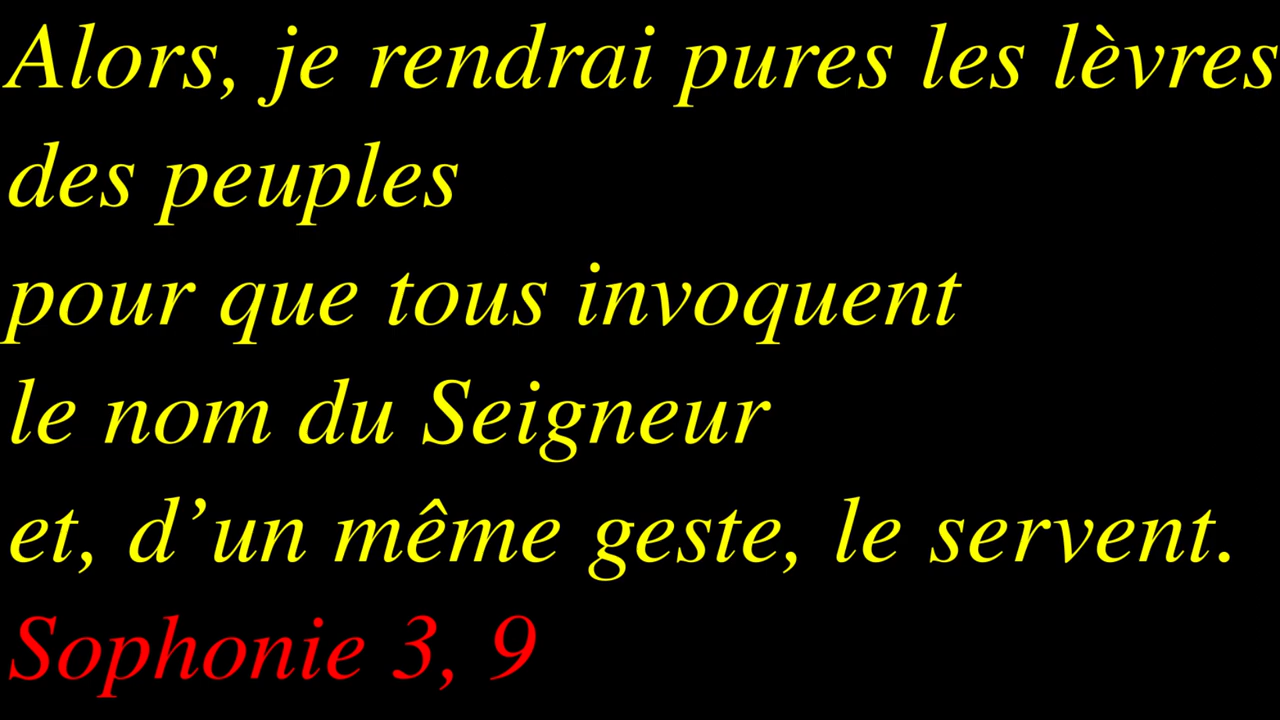 Alors, je rendrai pures les lèvres
des peuples
pour que tous invoquent
le nom du Seigneur
et, d’un même geste, le servent.
Sophonie 3, 9